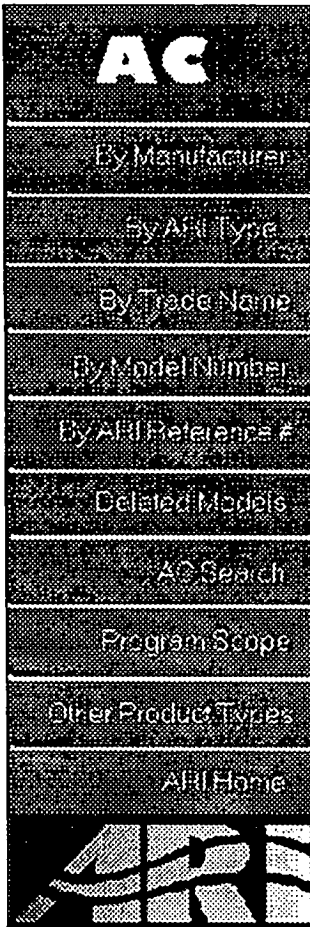 AC
By Manufacturer
By ARI Type
By Trade Name
By Model Number
By ARI Reference #
Deleted Models
AC Search
Program Scope
Other Product Types
ARI Home